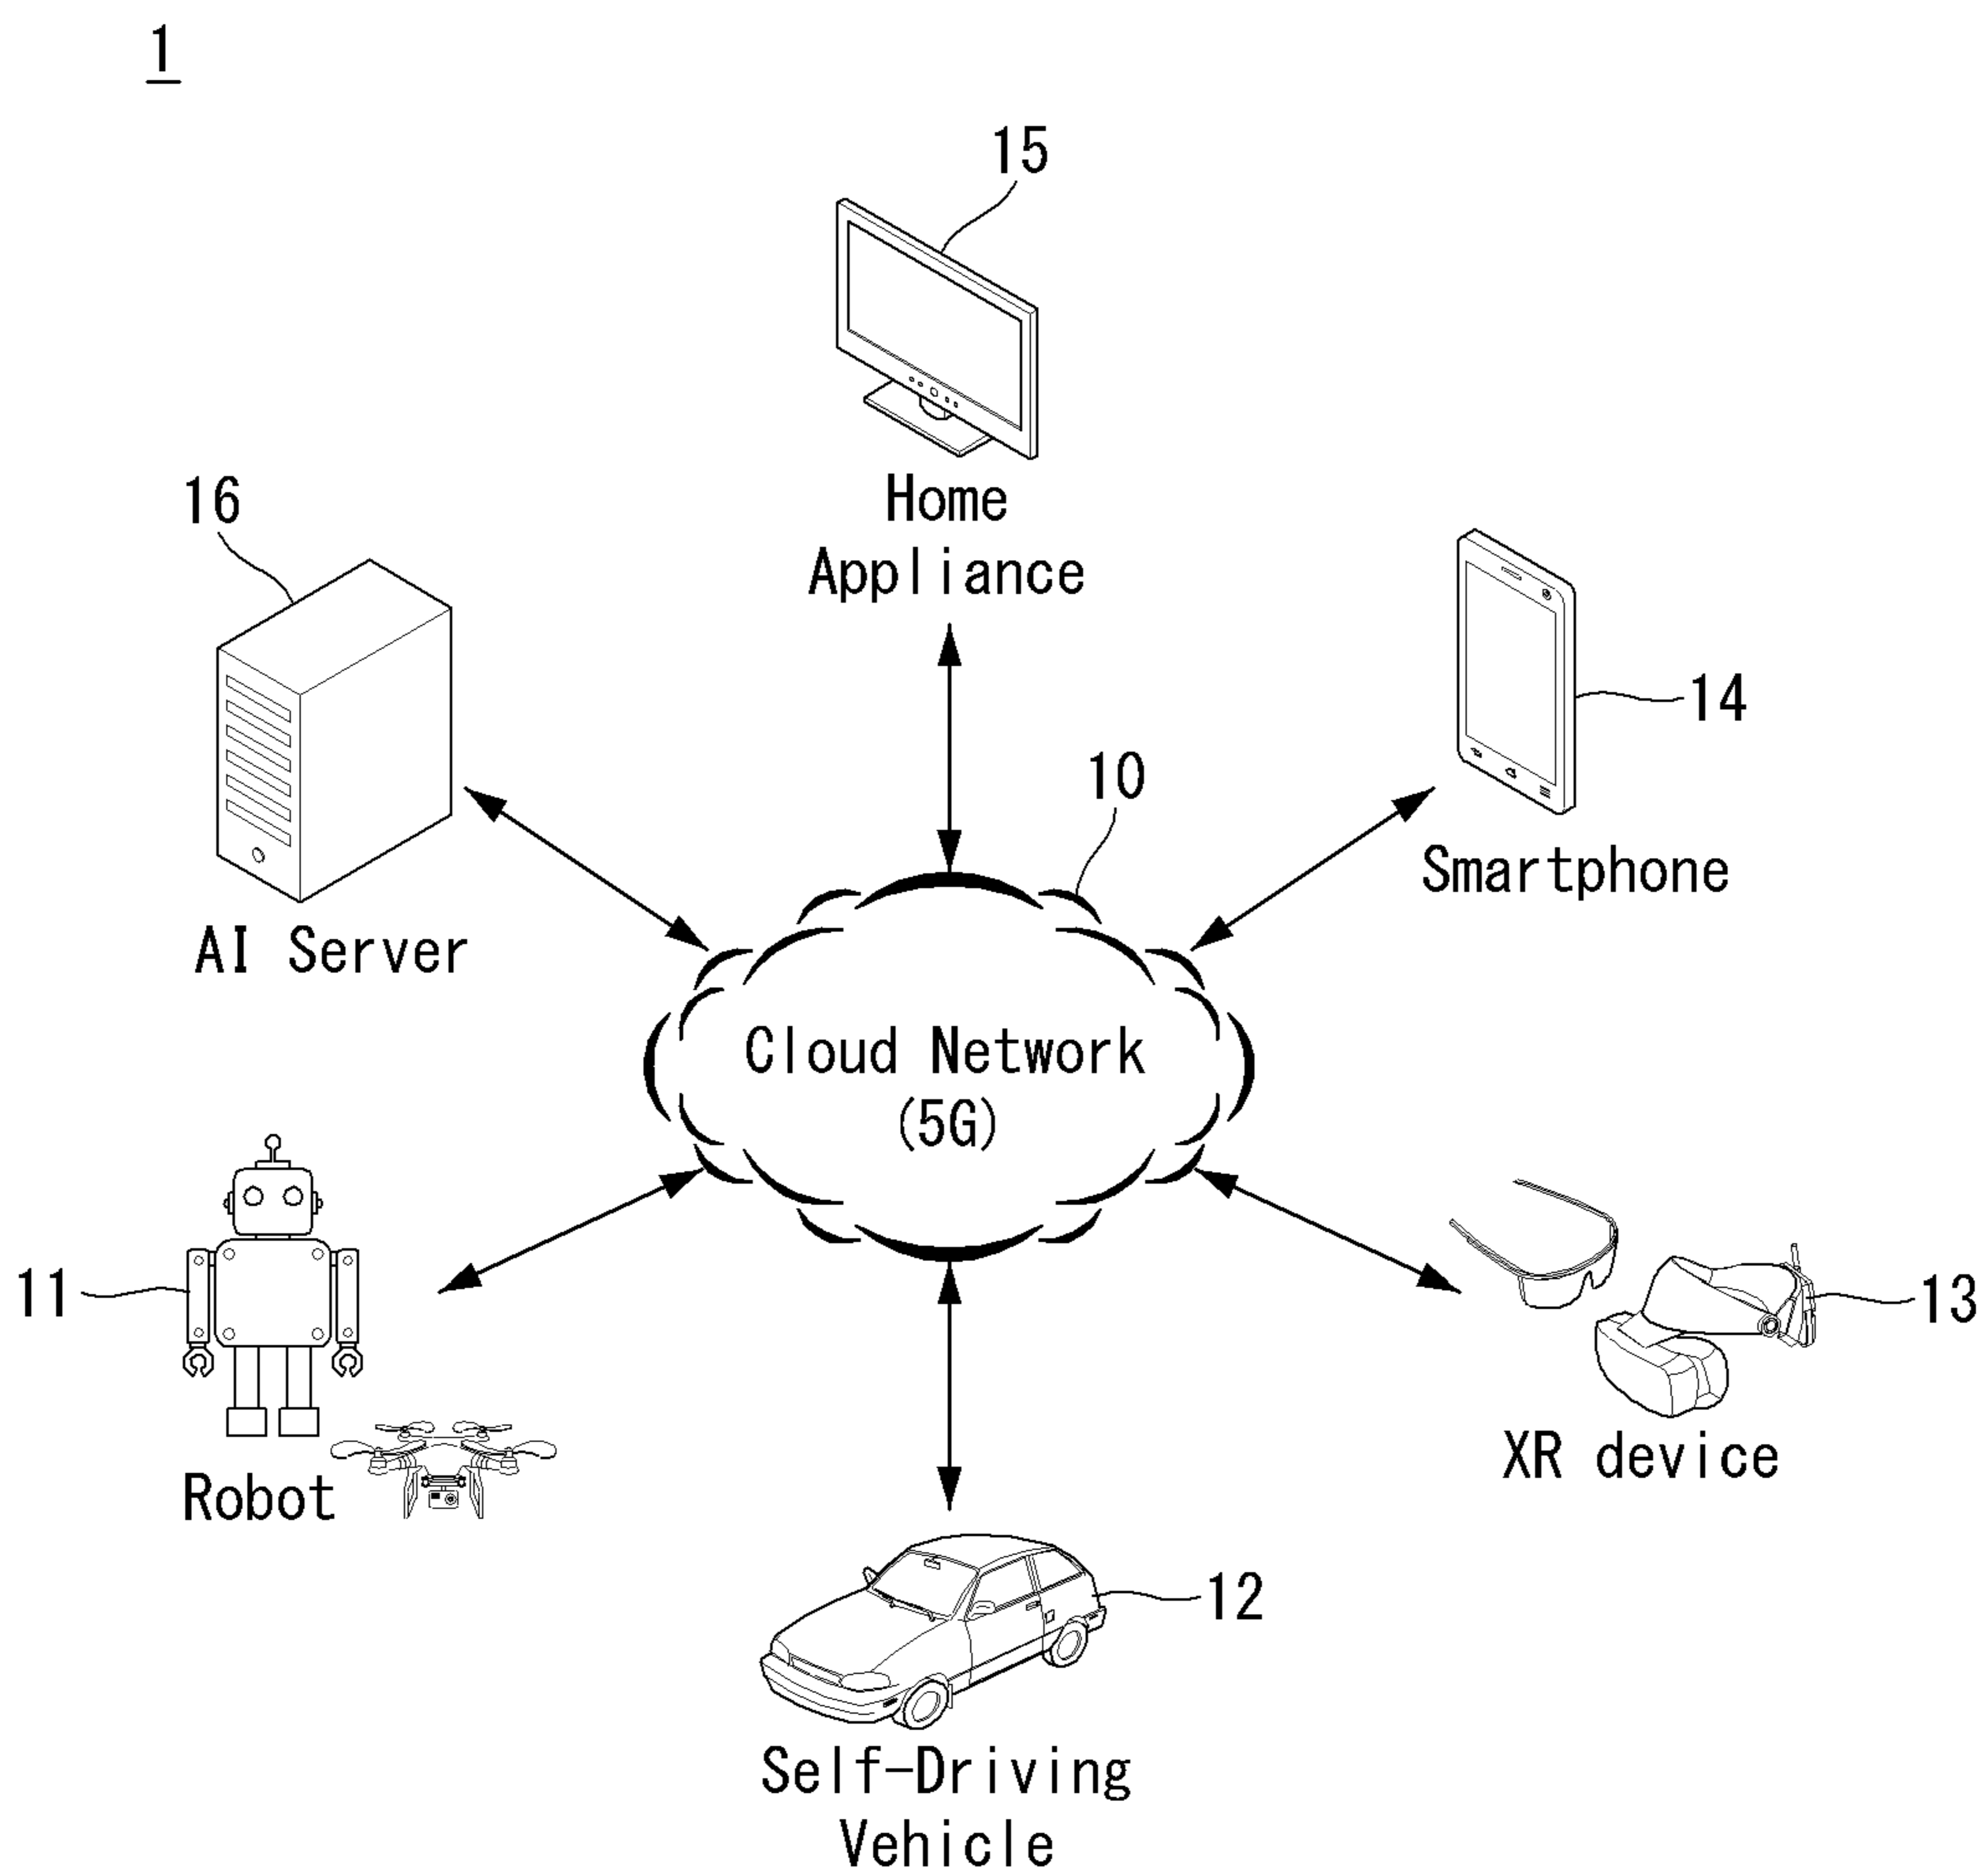 1
15
Home
Appliance
16
14
Smartphone
10
AI Server
Cloud Network
(5G)
11
Robot
13
XR device
12
Self-Driving
Vehicle